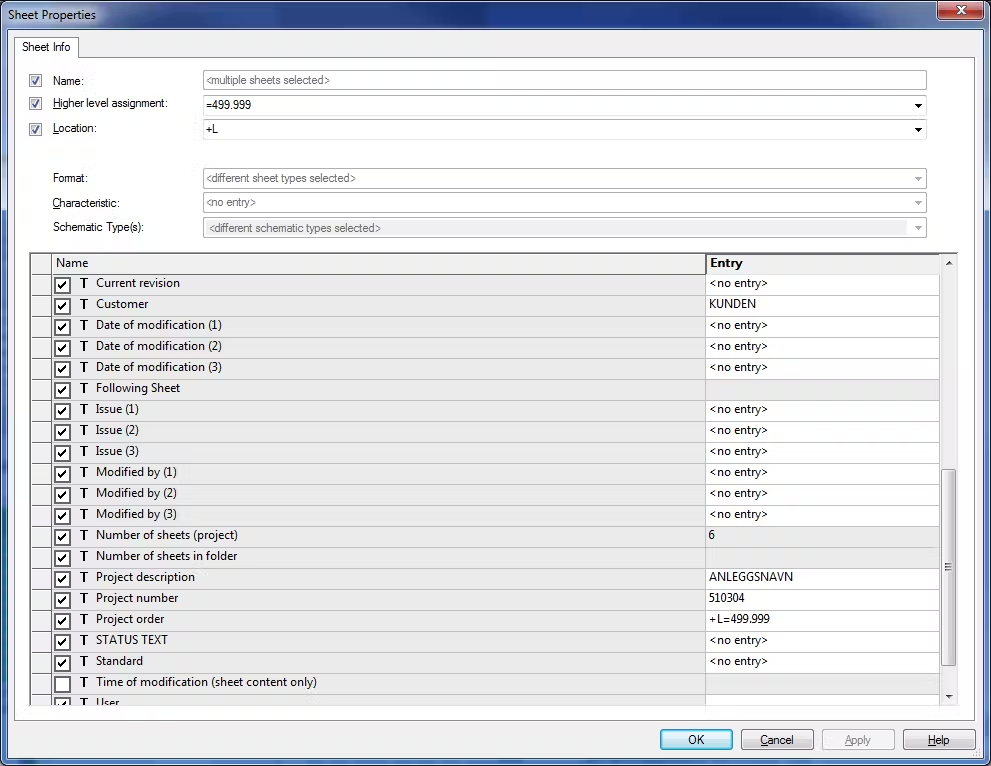 Sheet Properties
Sheet Info
Name: <multiple sheets selected>
Higher level assignment: =499.999
Location: +L
Format: <different sheet types selected>
Characteristic: <no entry>
Schematic Type(s): <different schematic types selected>
Name Entry
T Current revision <no entry>
T Customer KUNDEN
T Date of modification (1) <no entry>
T Date of modification (2) <no entry>
T Date of modification (3) <no entry>
T Following Sheet
T Issue (1) <no entry>
T Issue (2) <no entry>
T Issue (3) <no entry>
T Modified by (1) <no entry>
T Modified by (2) <no entry>
T Modified by (3) <no entry>
T Number of sheets (project) 6
T Number of sheets in folder
T Project description ANLEGGSNAVN
T Project number 510304
T Project order +L=499.999
T STATUS TEXT <no entry>
T Standard <no entry>
T Time of modification (sheet content only)
T User
OK Cancel Apply Help